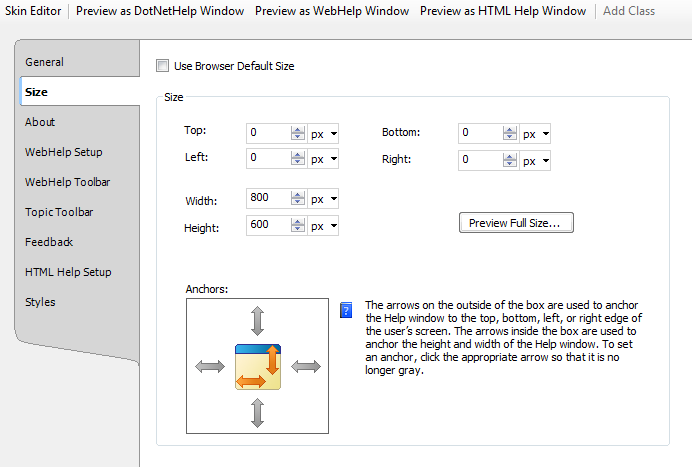 Skin Editor Preview as DotNetHelp Window Preview as WebHelp Window Preview as HTML Help Window Add Class
General
Size
About
WebHelp Setup
WebHelp Toolbar
Topic Toolbar
Feedback
HTML Help Setup
Styles
Use Browser Default Size
Size
Top: 0 px Bottom: 0 px
Left: 0 px Right: 0 px
Width: 800 px
Height: 600 px
Preview Full Size...
Anchors:
?
The arrows on the outside of the box are used to anchor
the Help window to the top, bottom, left, or right edge of
the user's screen. The arrows inside the box are used to
anchor the height and width of the Help window. To set
an anchor, click the appropriate arrow so that it is no
longer gray.